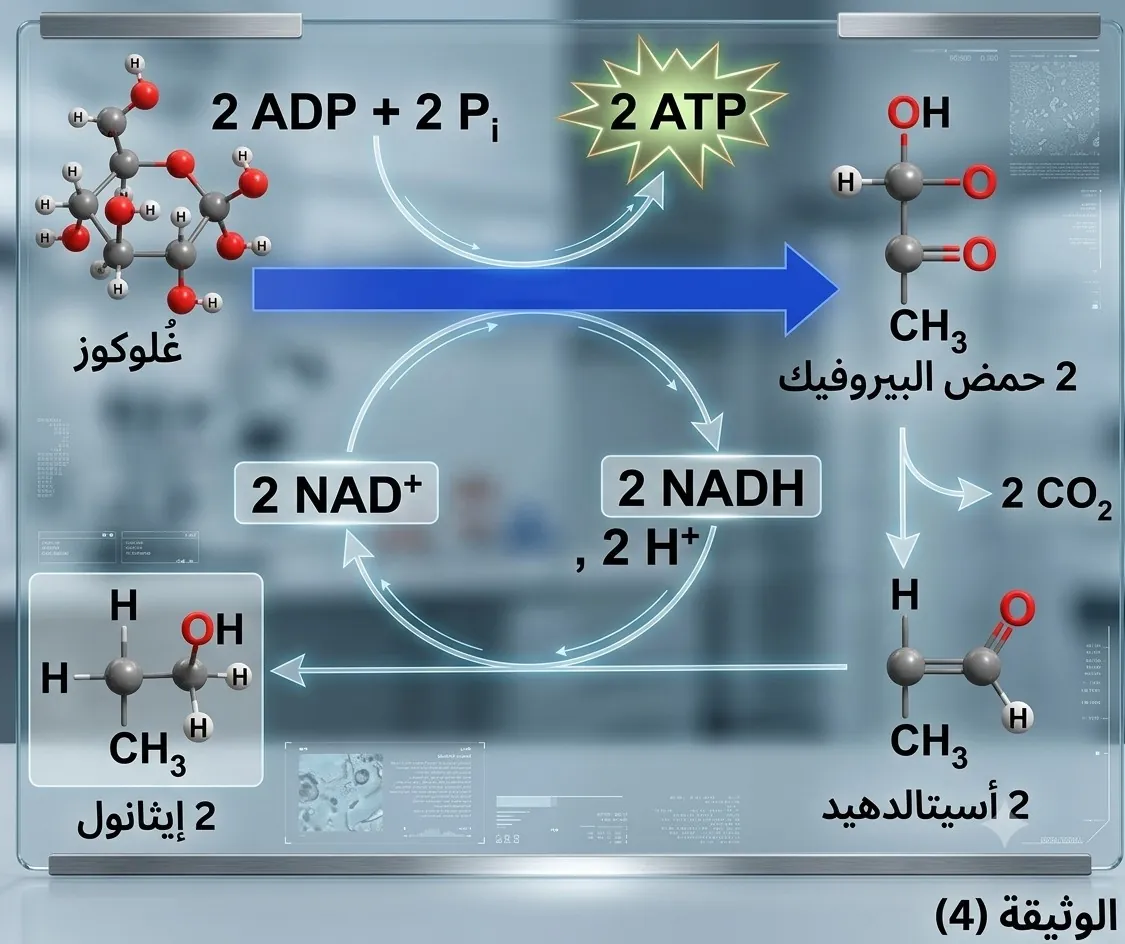 2 ADP + 2 Pi
2 ATP
H
H
H
H
H
H
H
H
H
H
H
H
غُلوكوز
OH
H
O
O
CH3
2 حمض البيروفيك
2 NAD+
2 NADH
, 2 H+
2 CO2
H
OH
H
H
H
CH3
2 إيثانول
H
O
H
CH3
2 أسيتالدهيد
الوثيقة (4)